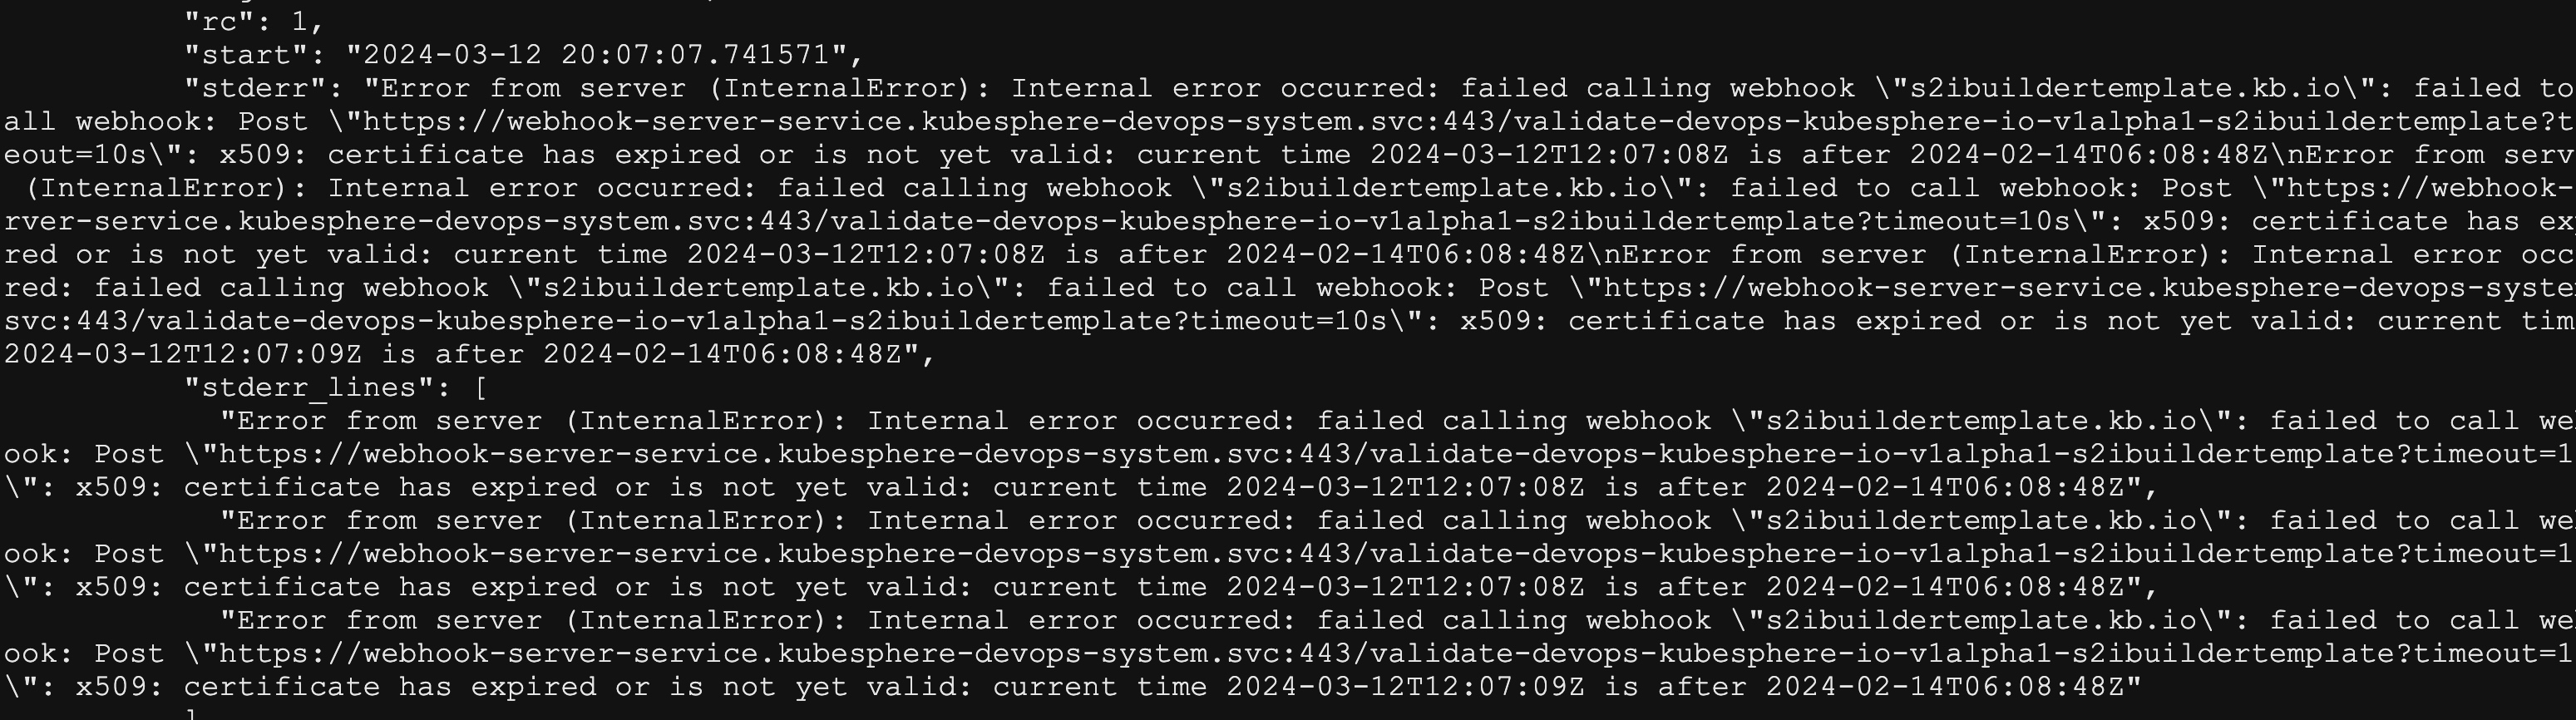 "rc": 1,
"start": "2024-03-12 20:07:07.741571",
"stderr": "Error from server (InternalError): Internal error occurred: failed calling webhook \"s2ibuildertemplate.kb.io\": failed to
all webhook: Post \"https://webhook-server-service.kubesphere-devops-system.svc:443/validate-devops-kubesphere-io-v1alpha1-s2ibuildertemplate?t
eout=10s\": x509: certificate has expired or is not yet valid: current time 2024-03-12T12:07:08Z is after 2024-02-14T06:08:48Z\nError from serv
(InternalError): Internal error occurred: failed calling webhook \"s2ibuildertemplate.kb.io\": failed to call webhook: Post \"https://webhook-
rver-service.kubesphere-devops-system.svc:443/validate-devops-kubesphere-io-v1alpha1-s2ibuildertemplate?timeout=10s\": x509: certificate has ex
red or is not yet valid: current time 2024-03-12T12:07:08Z is after 2024-02-14T06:08:48Z\nError from server (InternalError): Internal error occ
red: failed calling webhook \"s2ibuildertemplate.kb.io\": failed to call webhook: Post \"https://webhook-server-service.kubesphere-devops-syste
svc:443/validate-devops-kubesphere-io-v1alpha1-s2ibuildertemplate?timeout=10s\": x509: certificate has expired or is not yet valid: current tim
2024-03-12T12:07:09Z is after 2024-02-14T06:08:48Z",
"stderr_lines": [
"Error from server (InternalError): Internal error occurred: failed calling webhook \"s2ibuildertemplate.kb.io\": failed to call we
ook: Post \"https://webhook-server-service.kubesphere-devops-system.svc:443/validate-devops-kubesphere-io-v1alpha1-s2ibuildertemplate?timeout=1
\": x509: certificate has expired or is not yet valid: current time 2024-03-12T12:07:08Z is after 2024-02-14T06:08:48Z",
"Error from server (InternalError): Internal error occurred: failed calling webhook \"s2ibuildertemplate.kb.io\": failed to call we
ook: Post \"https://webhook-server-service.kubesphere-devops-system.svc:443/validate-devops-kubesphere-io-v1alpha1-s2ibuildertemplate?timeout=1
\": x509: certificate has expired or is not yet valid: current time 2024-03-12T12:07:08Z is after 2024-02-14T06:08:48Z",
"Error from server (InternalError): Internal error occurred: failed calling webhook \"s2ibuildertemplate.kb.io\": failed to call we
ook: Post \"https://webhook-server-service.kubesphere-devops-system.svc:443/validate-devops-kubesphere-io-v1alpha1-s2ibuildertemplate?timeout=1
\": x509: certificate has expired or is not yet valid: current time 2024-03-12T12:07:09Z is after 2024-02-14T06:08:48Z"
]